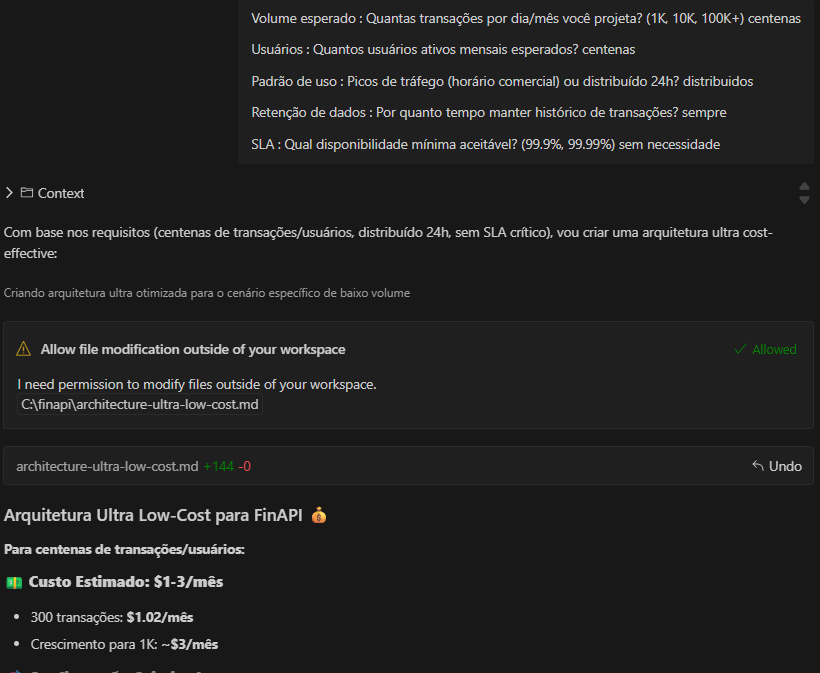 Volume esperado : Quantas transações por dia/mês você projeta? (1K, 10K, 100K+) centenas
Usuários : Quantos usuários ativos mensais esperados? centenas
Padrão de uso : Picos de tráfego (horário comercial) ou distribuído 24h? distribuidos
Retenção de dados : Por quanto tempo manter histórico de transações? sempre
SLA : Qual disponibilidade mínima aceitável? (99.9%, 99.99%) sem necessidade
Context
Com base nos requisitos (centenas de transações/usuários, distribuído 24h, sem SLA crítico), vou criar uma arquitetura ultra cost-
effective:
Criando arquitetura ultra otimizada para o cenário específico de baixo volume
Allow file modification outside of your workspace
Allowed
I need permission to modify files outside of your workspace.
C:\finapi\architecture-ultra-low-cost.md
architecture-ultra-low-cost.md +144 -0
Undo
Arquitetura Ultra Low-Cost para FinAPI 💰
Para centenas de transações/usuários:
💵 Custo Estimado: $1-3/mês
• 300 transações: $1.02/mês
• Crescimento para 1K: ~$3/mês